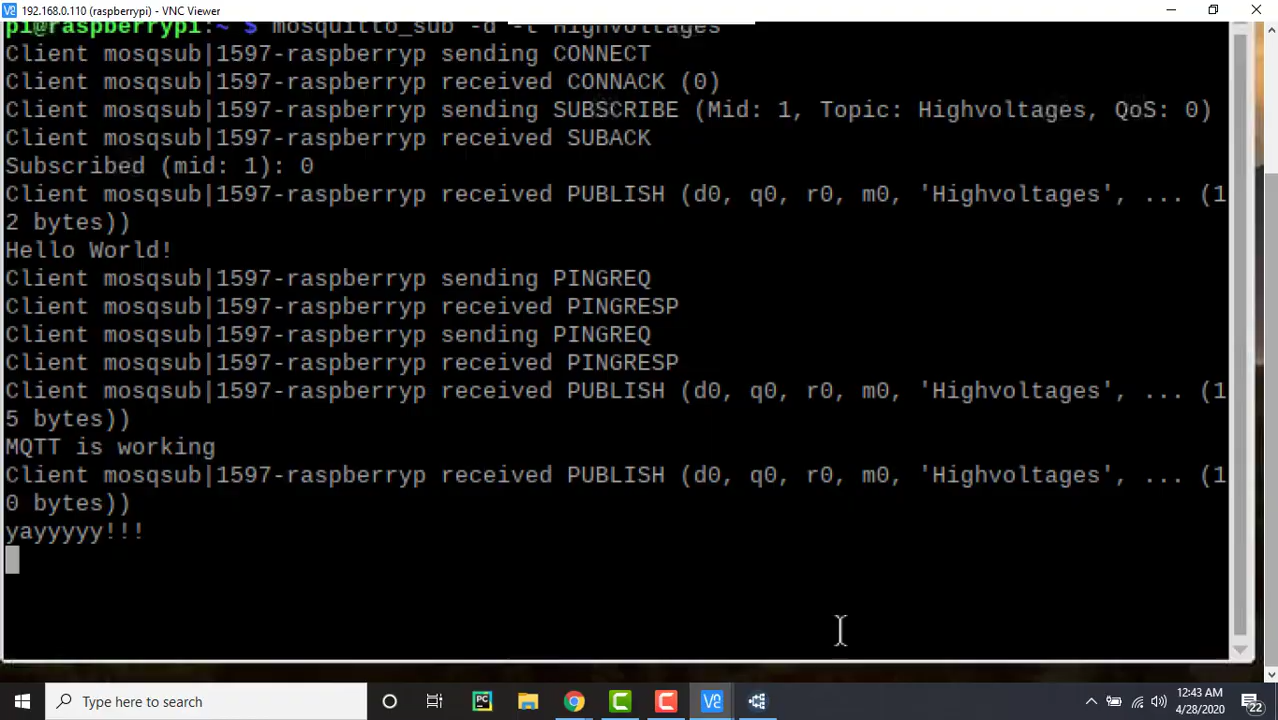 192.168.0.110 (raspberrypi) - VNC Viewer
pi@raspberrypi:~ $ mosquitto_sub -d -t Highvoltages
Client mosqsub|1597-raspberryp sending CONNECT
Client mosqsub|1597-raspberryp received CONNACK (0)
Client mosqsub|1597-raspberryp sending SUBSCRIBE (Mid: 1, Topic: Highvoltages, QoS: 0)
Client mosqsub|1597-raspberryp received SUBACK
Subscribed (mid: 1): 0
Client mosqsub|1597-raspberryp received PUBLISH (d0, q0, r0, m0, 'Highvoltages', ... (1
2 bytes))
Hello World!
Client mosqsub|1597-raspberryp sending PINGREQ
Client mosqsub|1597-raspberryp received PINGRESP
Client mosqsub|1597-raspberryp sending PINGREQ
Client mosqsub|1597-raspberryp received PINGRESP
Client mosqsub|1597-raspberryp received PUBLISH (d0, q0, r0, m0, 'Highvoltages', ... (1
5 bytes))
MQTT is working
Client mosqsub|1597-raspberryp received PUBLISH (d0, q0, r0, m0, 'Highvoltages', ... (1
0 bytes))
yayyyyy!!!
Type here to search
PC
12:43 AM
4/28/2020
22